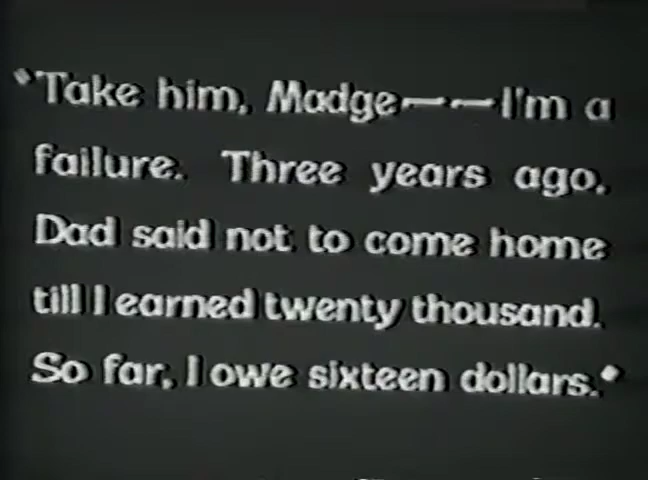 "Take him, Madge——I'm a
failure. Three years ago,
Dad said not to come home
till I earned twenty thousand.
So far, I owe sixteen dollars."